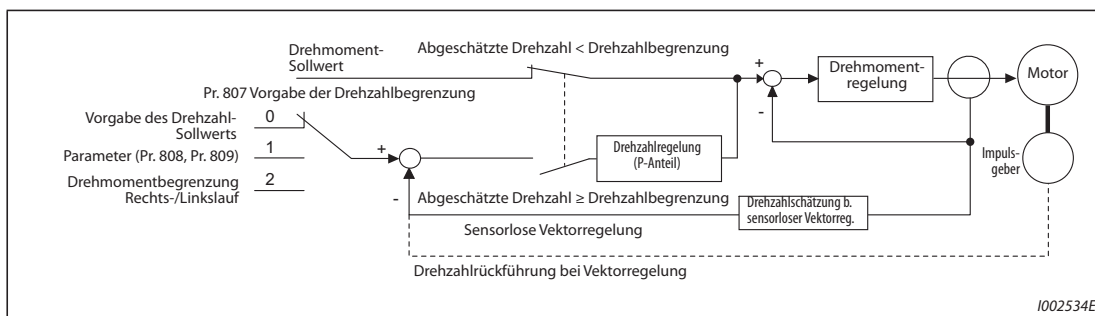 Drehmoment-
Sollwert
Abgeschätzte Drehzahl < Drehzahlbegrenzung
+
-
Drehmoment-
regelung
Motor
Pr. 807 Vorgabe der Drehzahlbegrenzung
Vorgabe des Drehzahl-
Sollwerts
0
Parameter (Pr. 808, Pr. 809)
1
Drehmomentbegrenzung
Rechts-/Linkslauf
2
+
-
Drehzahlregelung
(P-Anteil)
Impuls-
geber
Abgeschätzte Drehzahl ≥ Drehzahlbegrenzung
Drehzahlschätzung b.
sensorloser Vektorreg.
Sensorlose Vektorregelung
Drehzahlrückführung bei Vektorregelung
I002534E